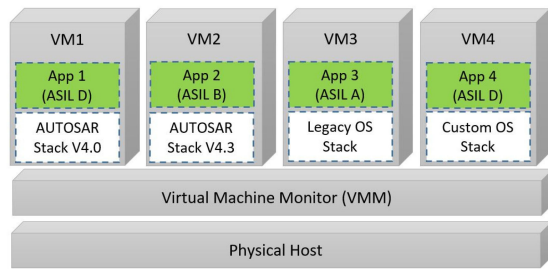 VM1
App 1
(ASIL D)
AUTOSAR
Stack V4.0
VM2
App 2
(ASIL B)
AUTOSAR
Stack V4.3
VM3
App 3
(ASIL A)
Legacy OS
Stack
VM4
App 4
(ASIL D)
Custom OS
Stack
Virtual Machine Monitor (VMM)
Physical Host